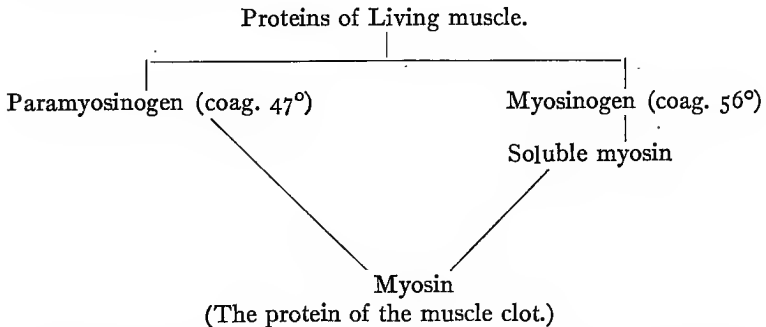 Proteins of Living muscle.
Paramyosinogen (coag. 47°) Myosinogen (coag. 56°)
Soluble myosin
Myosin
(The protein of the muscle clot.)